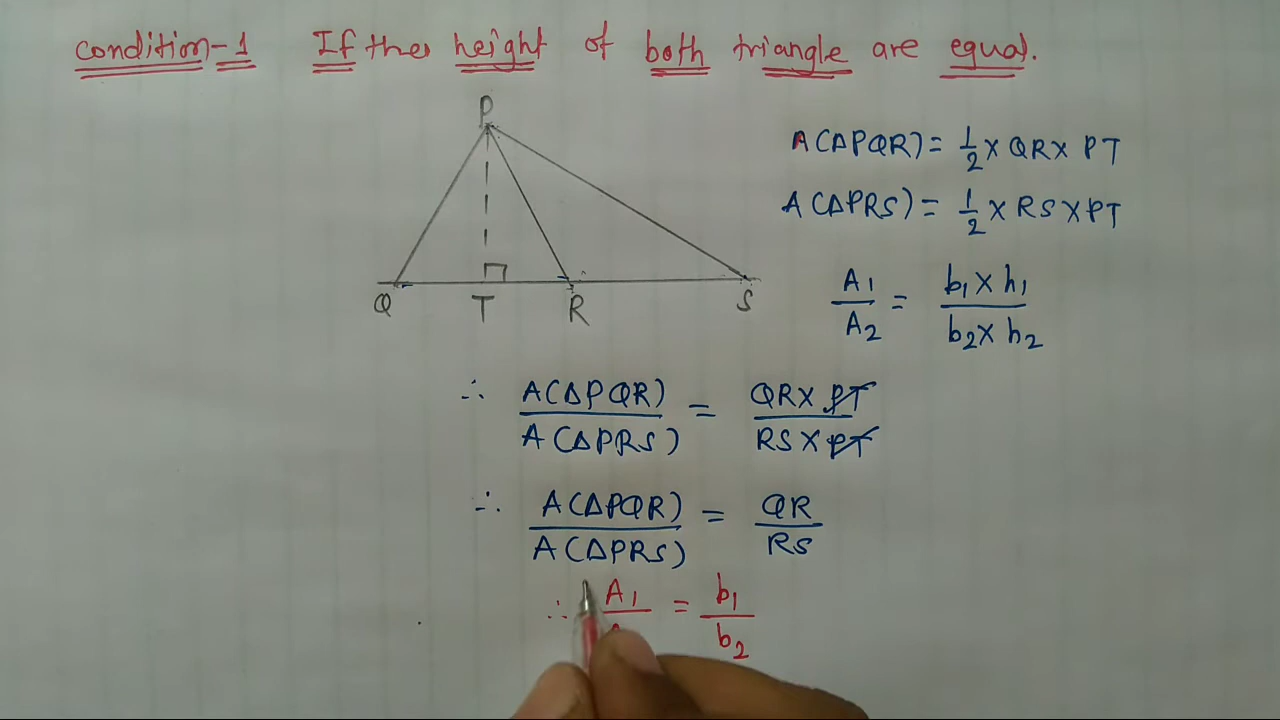 condition-1 If the height of both triangle are equal.
P
A(ΔPQR) = 1/2 × QR × PT
A(ΔPRS) = 1/2 × RS × PT
Q T R S
A1/A2 = b1 × h1/b2 × h2
∴ A(ΔPQR)/A(ΔPRS) = QR × PT/RS × PT
∴ A(ΔPQR)/A(ΔPRS) = QR/RS
∴ A1 = b1/b2